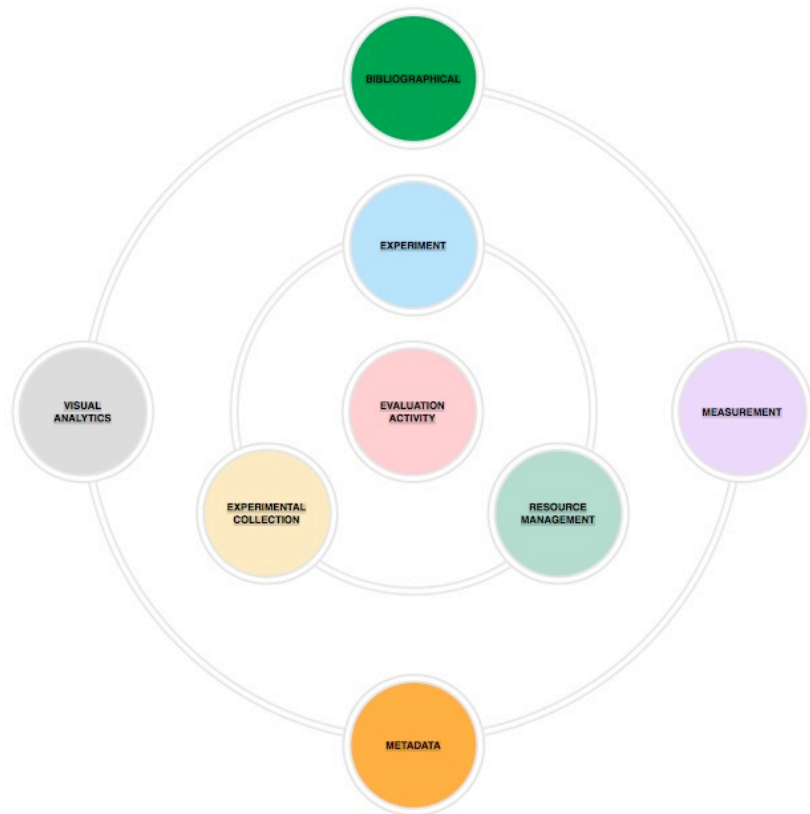 BIBLIOGRAPHICAL
EXPERIMENT
VISUAL
ANALYTICS
EVALUATION
ACTIVITY
MEASUREMENT
EXPERIMENTAL
COLLECTION
RESOURCE
MANAGEMENT
METADATA